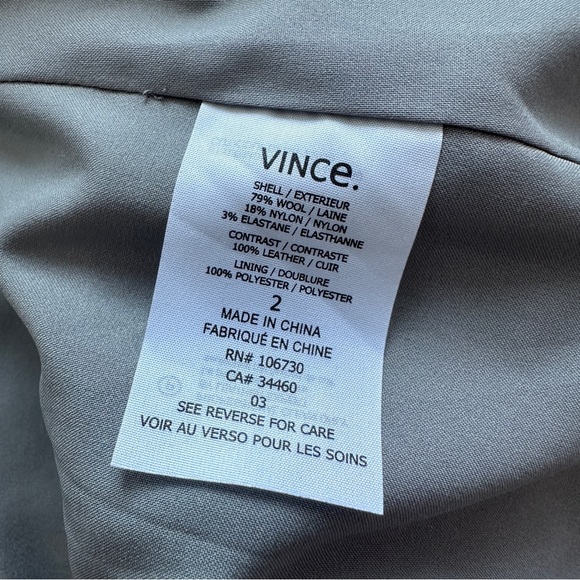 VINCe.
SHELL / EXTERIEUR
79% WOOL / LAINE
18% NYLON / NYLON
3% ELASTANE / ELASTHANNE
CONTRAST / CONTRASTE
100% LEATHER / CUIR
LINING / DOUBLURE
100% POLYESTER / POLYESTER
2
MADE IN CHINA
FABRIQUÉ EN CHINE
RN# 106730
CA# 34460
03
SEE REVERSE FOR CARE
VOIR AU VERSO POUR LES SOINS